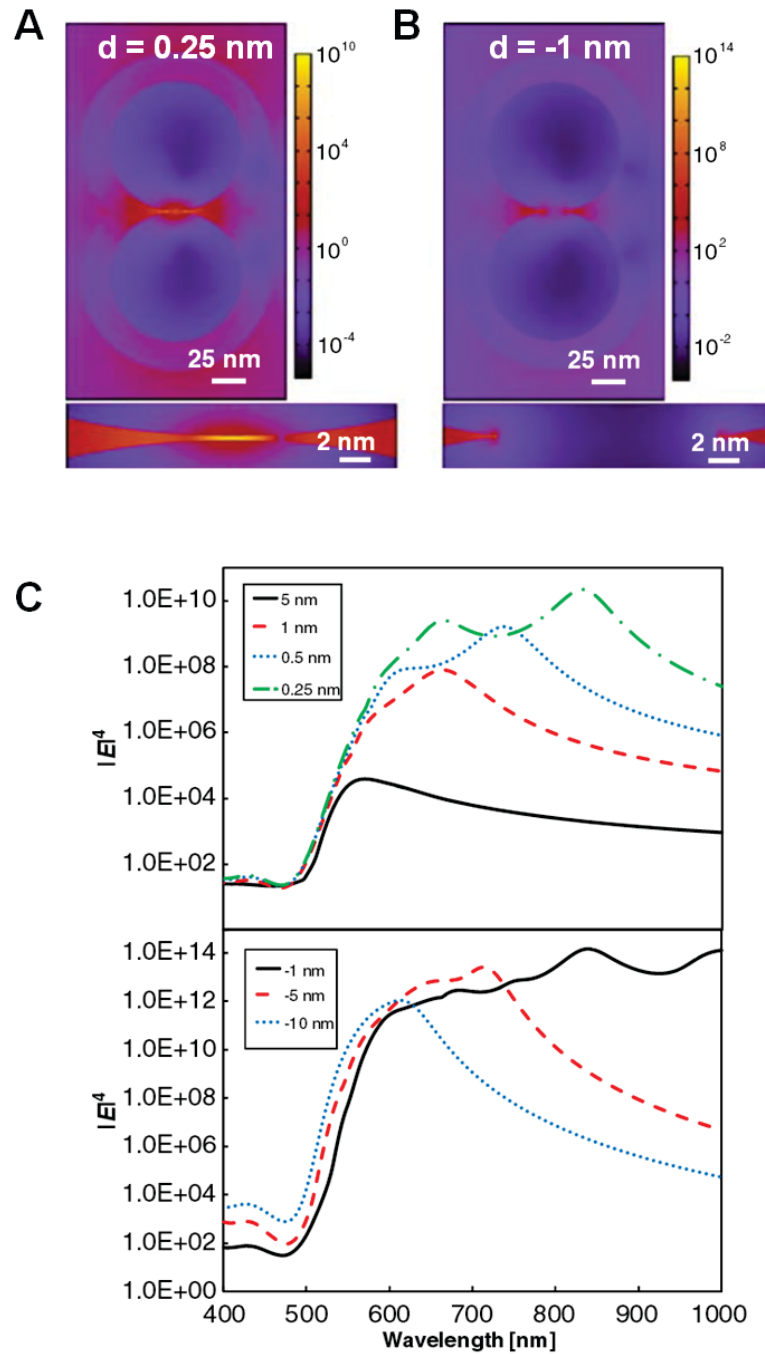 A
d = 0.25 nm
10^10
10^4
10^0
10^-4
25 nm
2 nm
B
d = -1 nm
10^14
10^8
10^2
10^-2
25 nm
2 nm
C
|E|^4
1.0E+10
1.0E+08
1.0E+06
1.0E+04
1.0E+02
5 nm
1 nm
0.5 nm
0.25 nm
|E|^4
1.0E+14
1.0E+12
1.0E+10
1.0E+08
1.0E+06
1.0E+04
1.0E+02
1.0E+00
-1 nm
-5 nm
-10 nm
400 500 600 700 800 900 1000
Wavelength [nm]